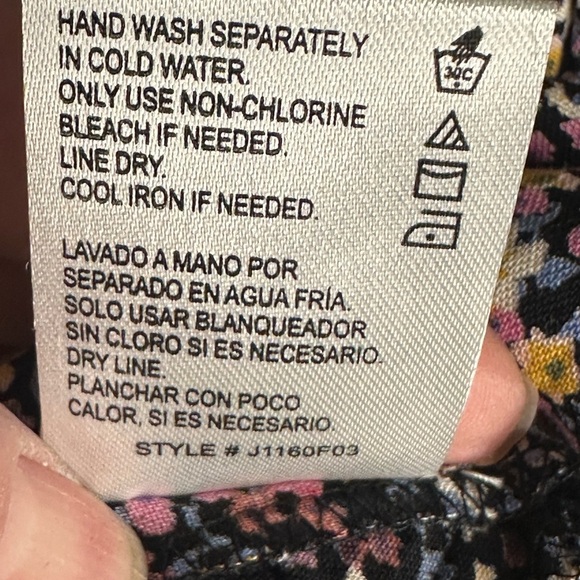 HAND WASH SEPARATELY
IN COLD WATER.
ONLY USE NON-CHLORINE
BLEACH IF NEEDED.
LINE DRY.
COOL IRON IF NEEDED.
30C
LAVADO A MANO POR
SEPARADO EN AGUA FRÍA.
SOLO USAR BLANQUEADOR
SIN CLORO SI ES NECESARIO.
DRY LINE.
PLANCHAR CON POCO
CALOR, SI ES NECESARIO.
STYLE # J1160F03